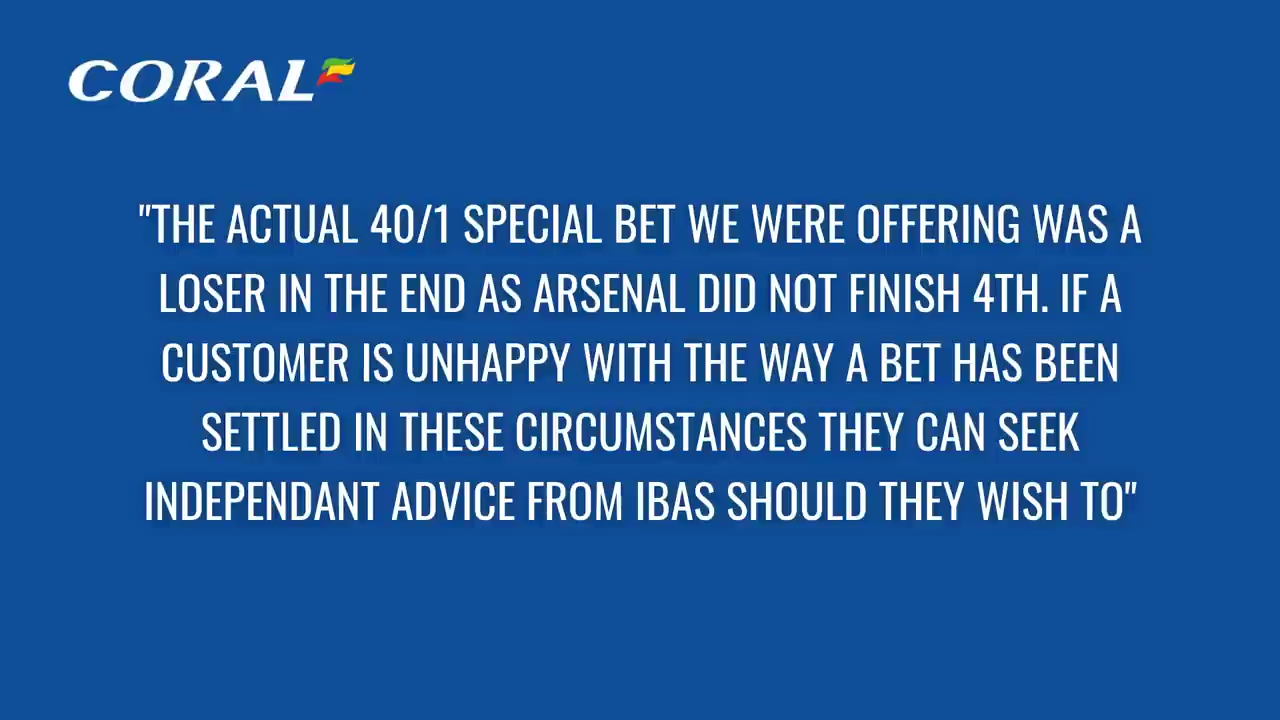 CORAL
"THE ACTUAL 40/1 SPECIAL BET WE WERE OFFERING WAS A
LOSER IN THE END AS ARSENAL DID NOT FINISH 4TH. IF A
CUSTOMER IS UNHAPPY WITH THE WAY A BET HAS BEEN
SETTLED IN THESE CIRCUMSTANCES THEY CAN SEEK
INDEPENDANT ADVICE FROM IBAS SHOULD THEY WISH TO"